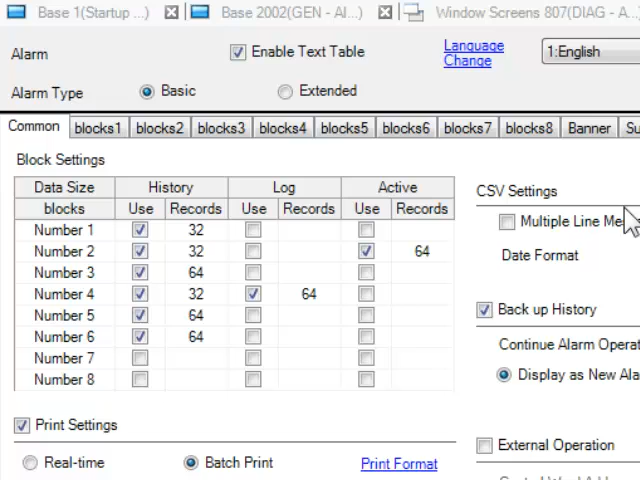 Base 1(Startup ...) Base 2002(GEN - Al... Window Screens 807(DIAG - A...
Alarm Enable Text Table Language Change 1:English
Alarm Type Basic Extended
Common blocks1 blocks2 blocks3 blocks4 blocks5 blocks6 blocks7 blocks8 Banner Su
Block Settings
Data Size History Log Active
blocks Use Records Use Records Use Records
Number 1 32
Number 2 32 64
Number 3 64
Number 4 32 64
Number 5 64
Number 6 64
Number 7
Number 8
Print Settings
Real-time Batch Print Print Format
CSV Settings
Multiple Line Me
Date Format
Back up History
Continue Alarm Operat
Display as New Ala
External Operation